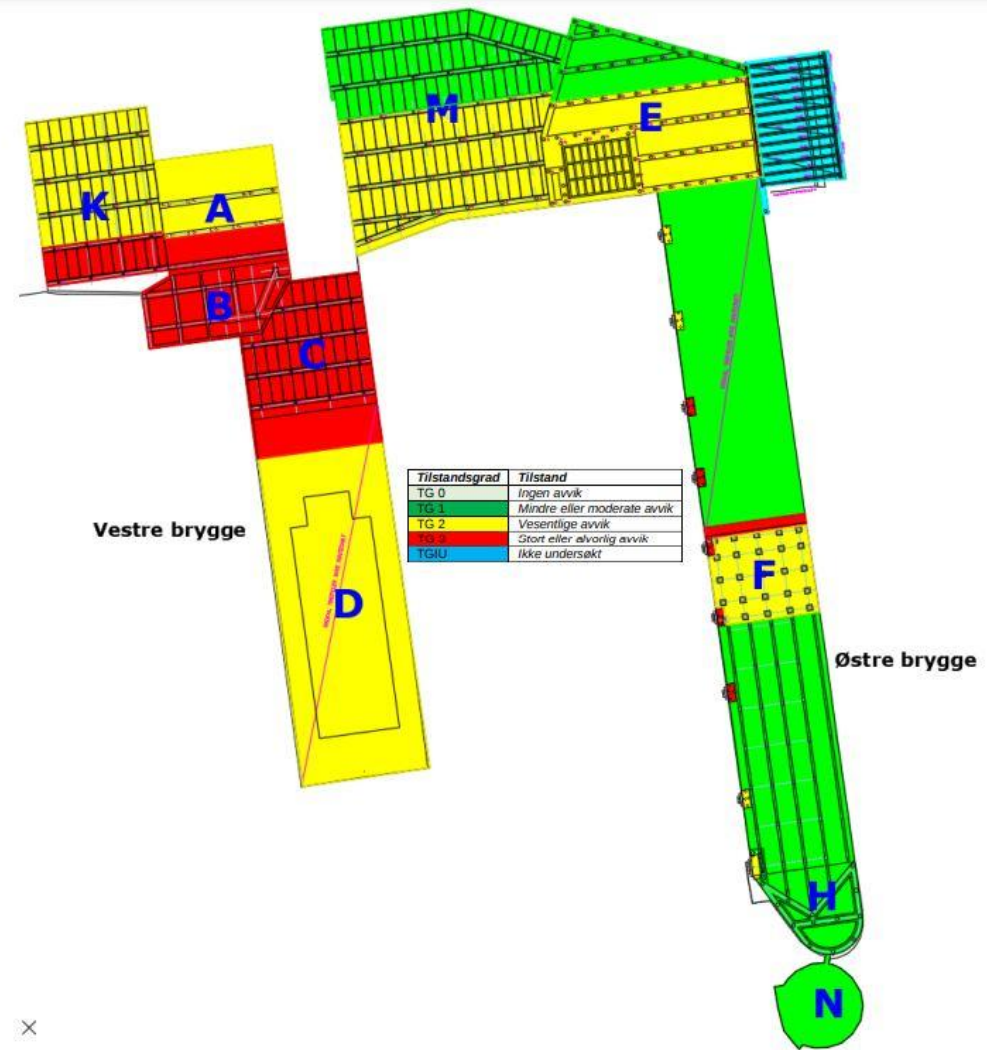 M
E
K
A
B
C
Tilstandsgrad Tilstand
TG 0 Ingen avvik
TG 1 Mindre eller moderate avvik
TG 2 Vesentlige avvik
TG 3 Stort eller alvorlig avvik
TGIU Ikke undersøkt
Vestre brygge
F
D
Østre brygge
H
N